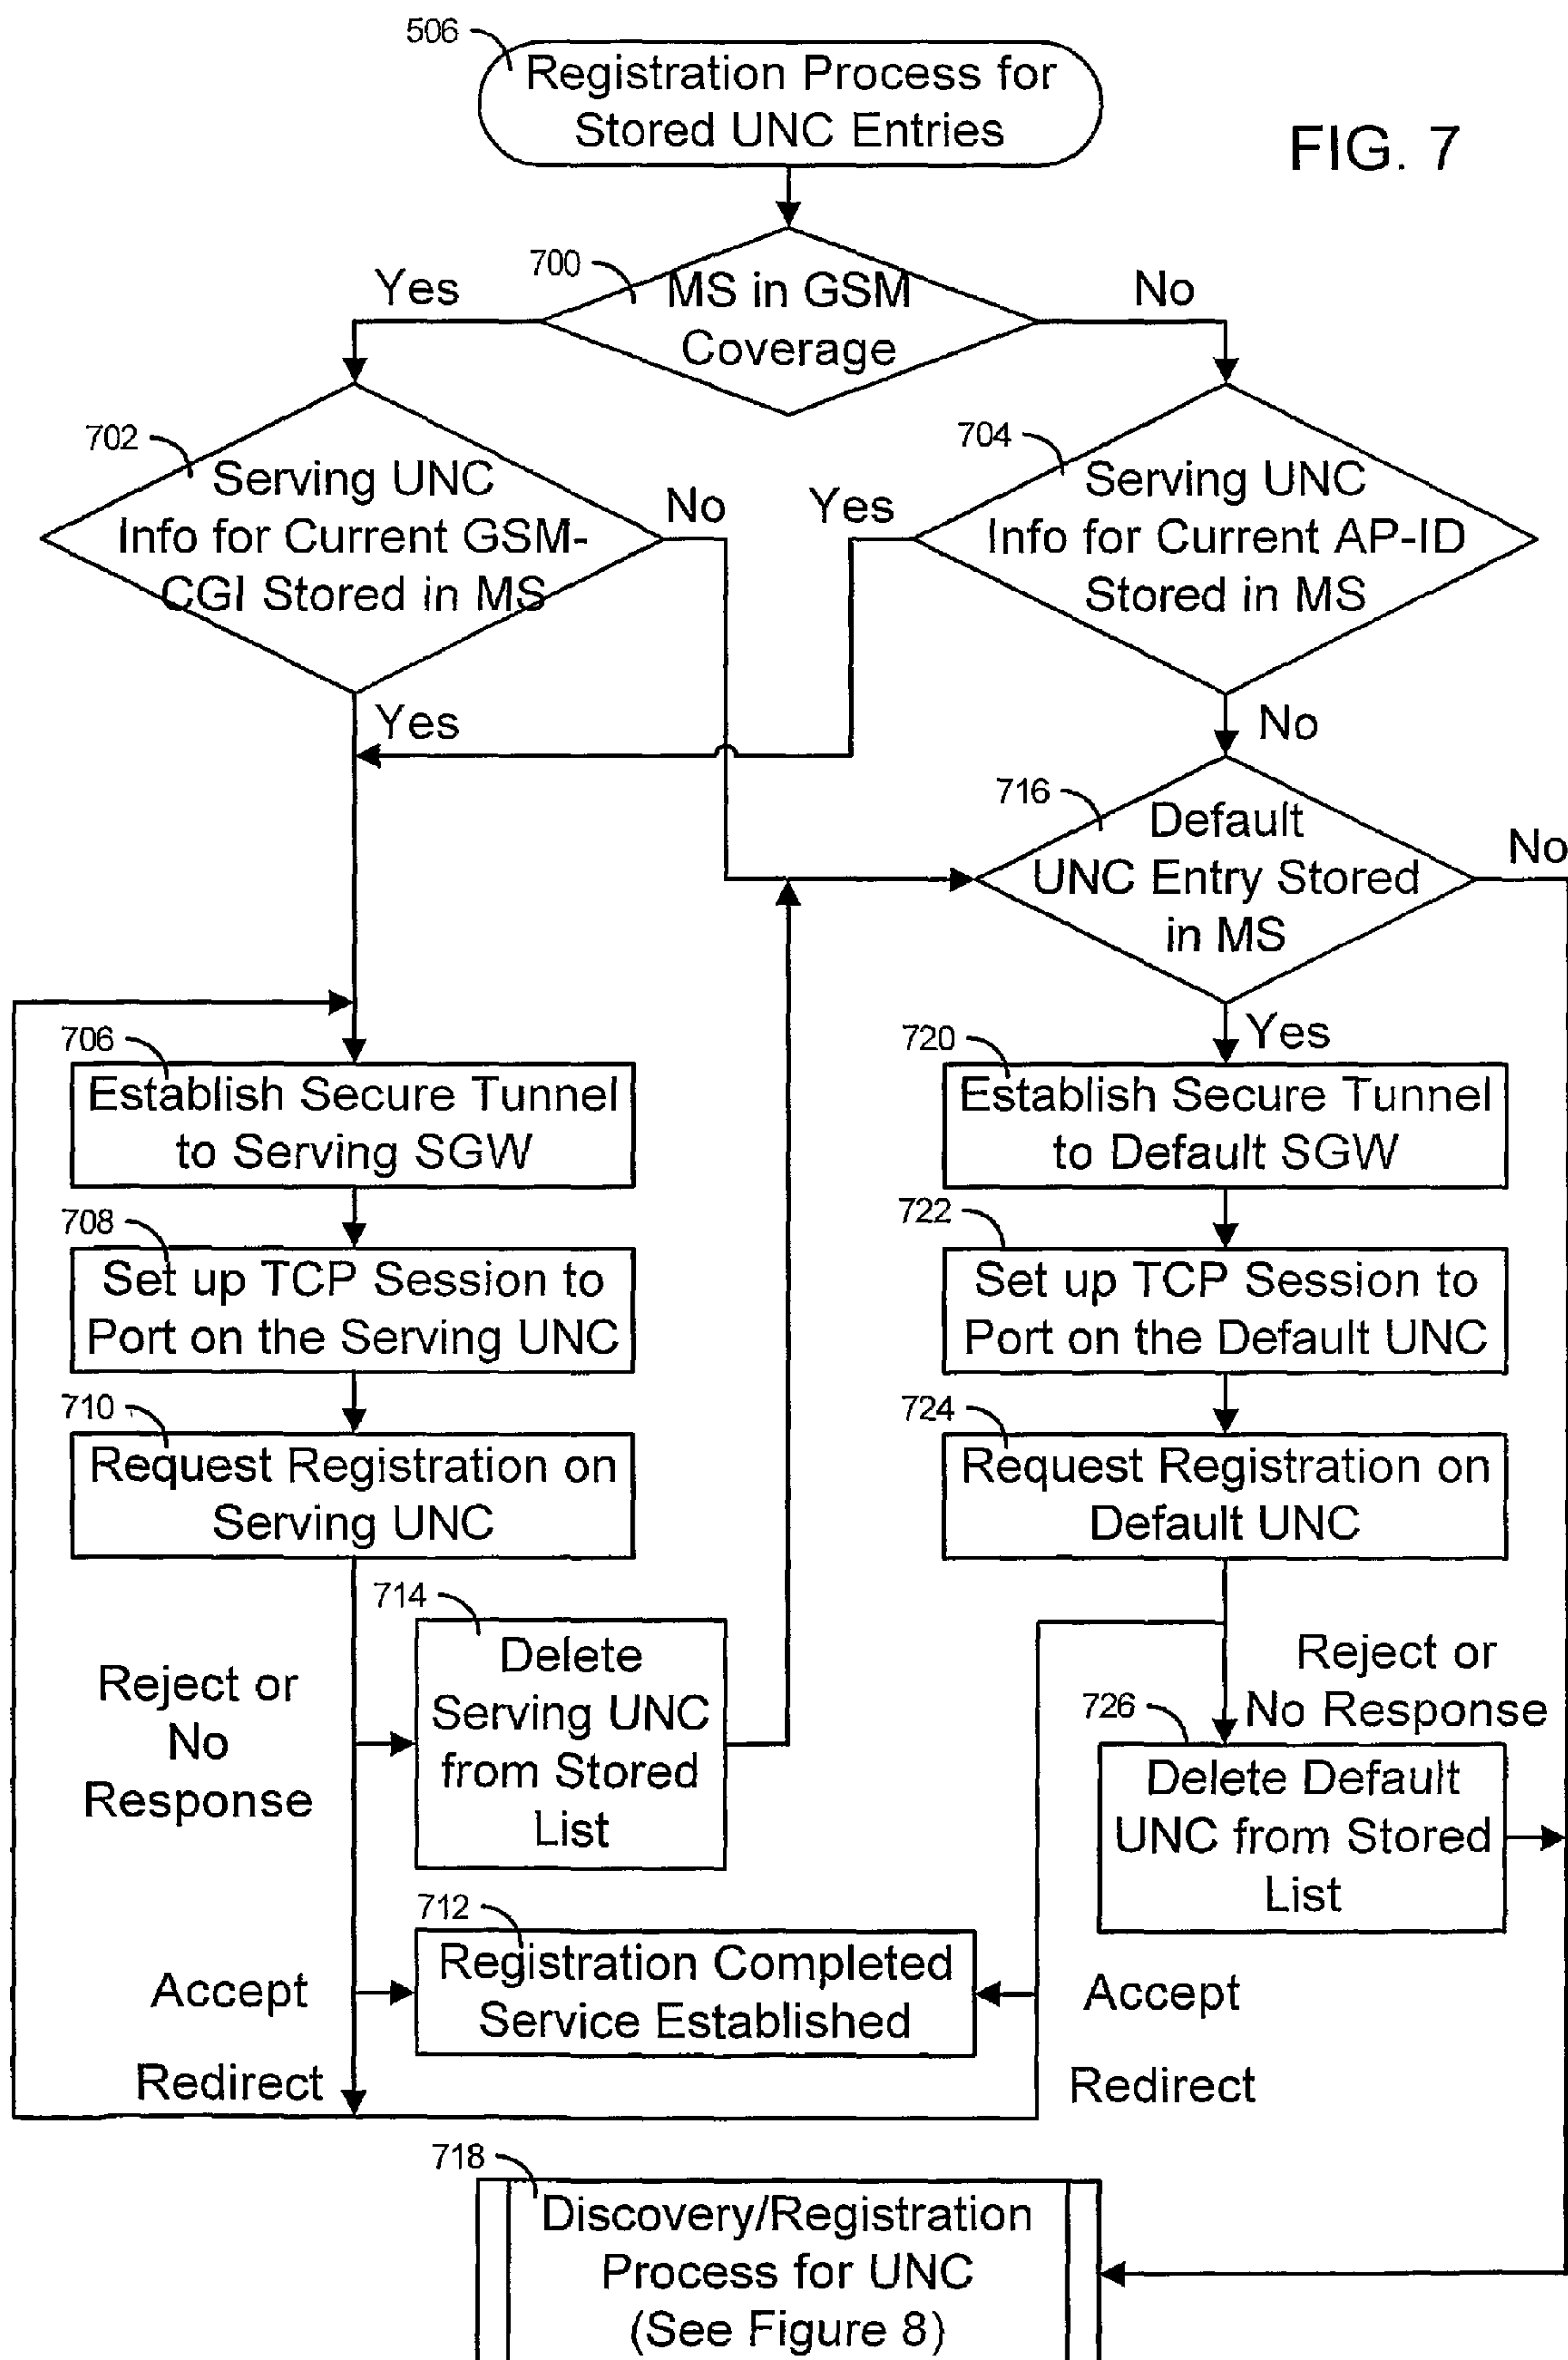 506
Registration Process for
Stored UNC Entries
FIG. 7
700
MS in GSM
Coverage
Yes
No
702
Serving UNC
Info for Current GSM-
CGI Stored in MS
No
Yes
704
Serving UNC
Info for Current AP-ID
Stored in MS
Yes
No
716
Default
UNC Entry Stored
in MS
No
Yes
706
Establish Secure Tunnel
to Serving SGW
720
Establish Secure Tunnel
to Default SGW
708
Set up TCP Session to
Port on the Serving UNC
722
Set up TCP Session to
Port on the Default UNC
710
Request Registration on
Serving UNC
724
Request Registration on
Default UNC
714
Delete
Serving UNC
from Stored
List
Reject or
No
Response
Reject or
No Response
726
Delete Default
UNC from Stored
List
712
Registration Completed
Service Established
Accept
Accept
Redirect
Redirect
718
Discovery/Registration
Process for UNC
(See Figure 8)